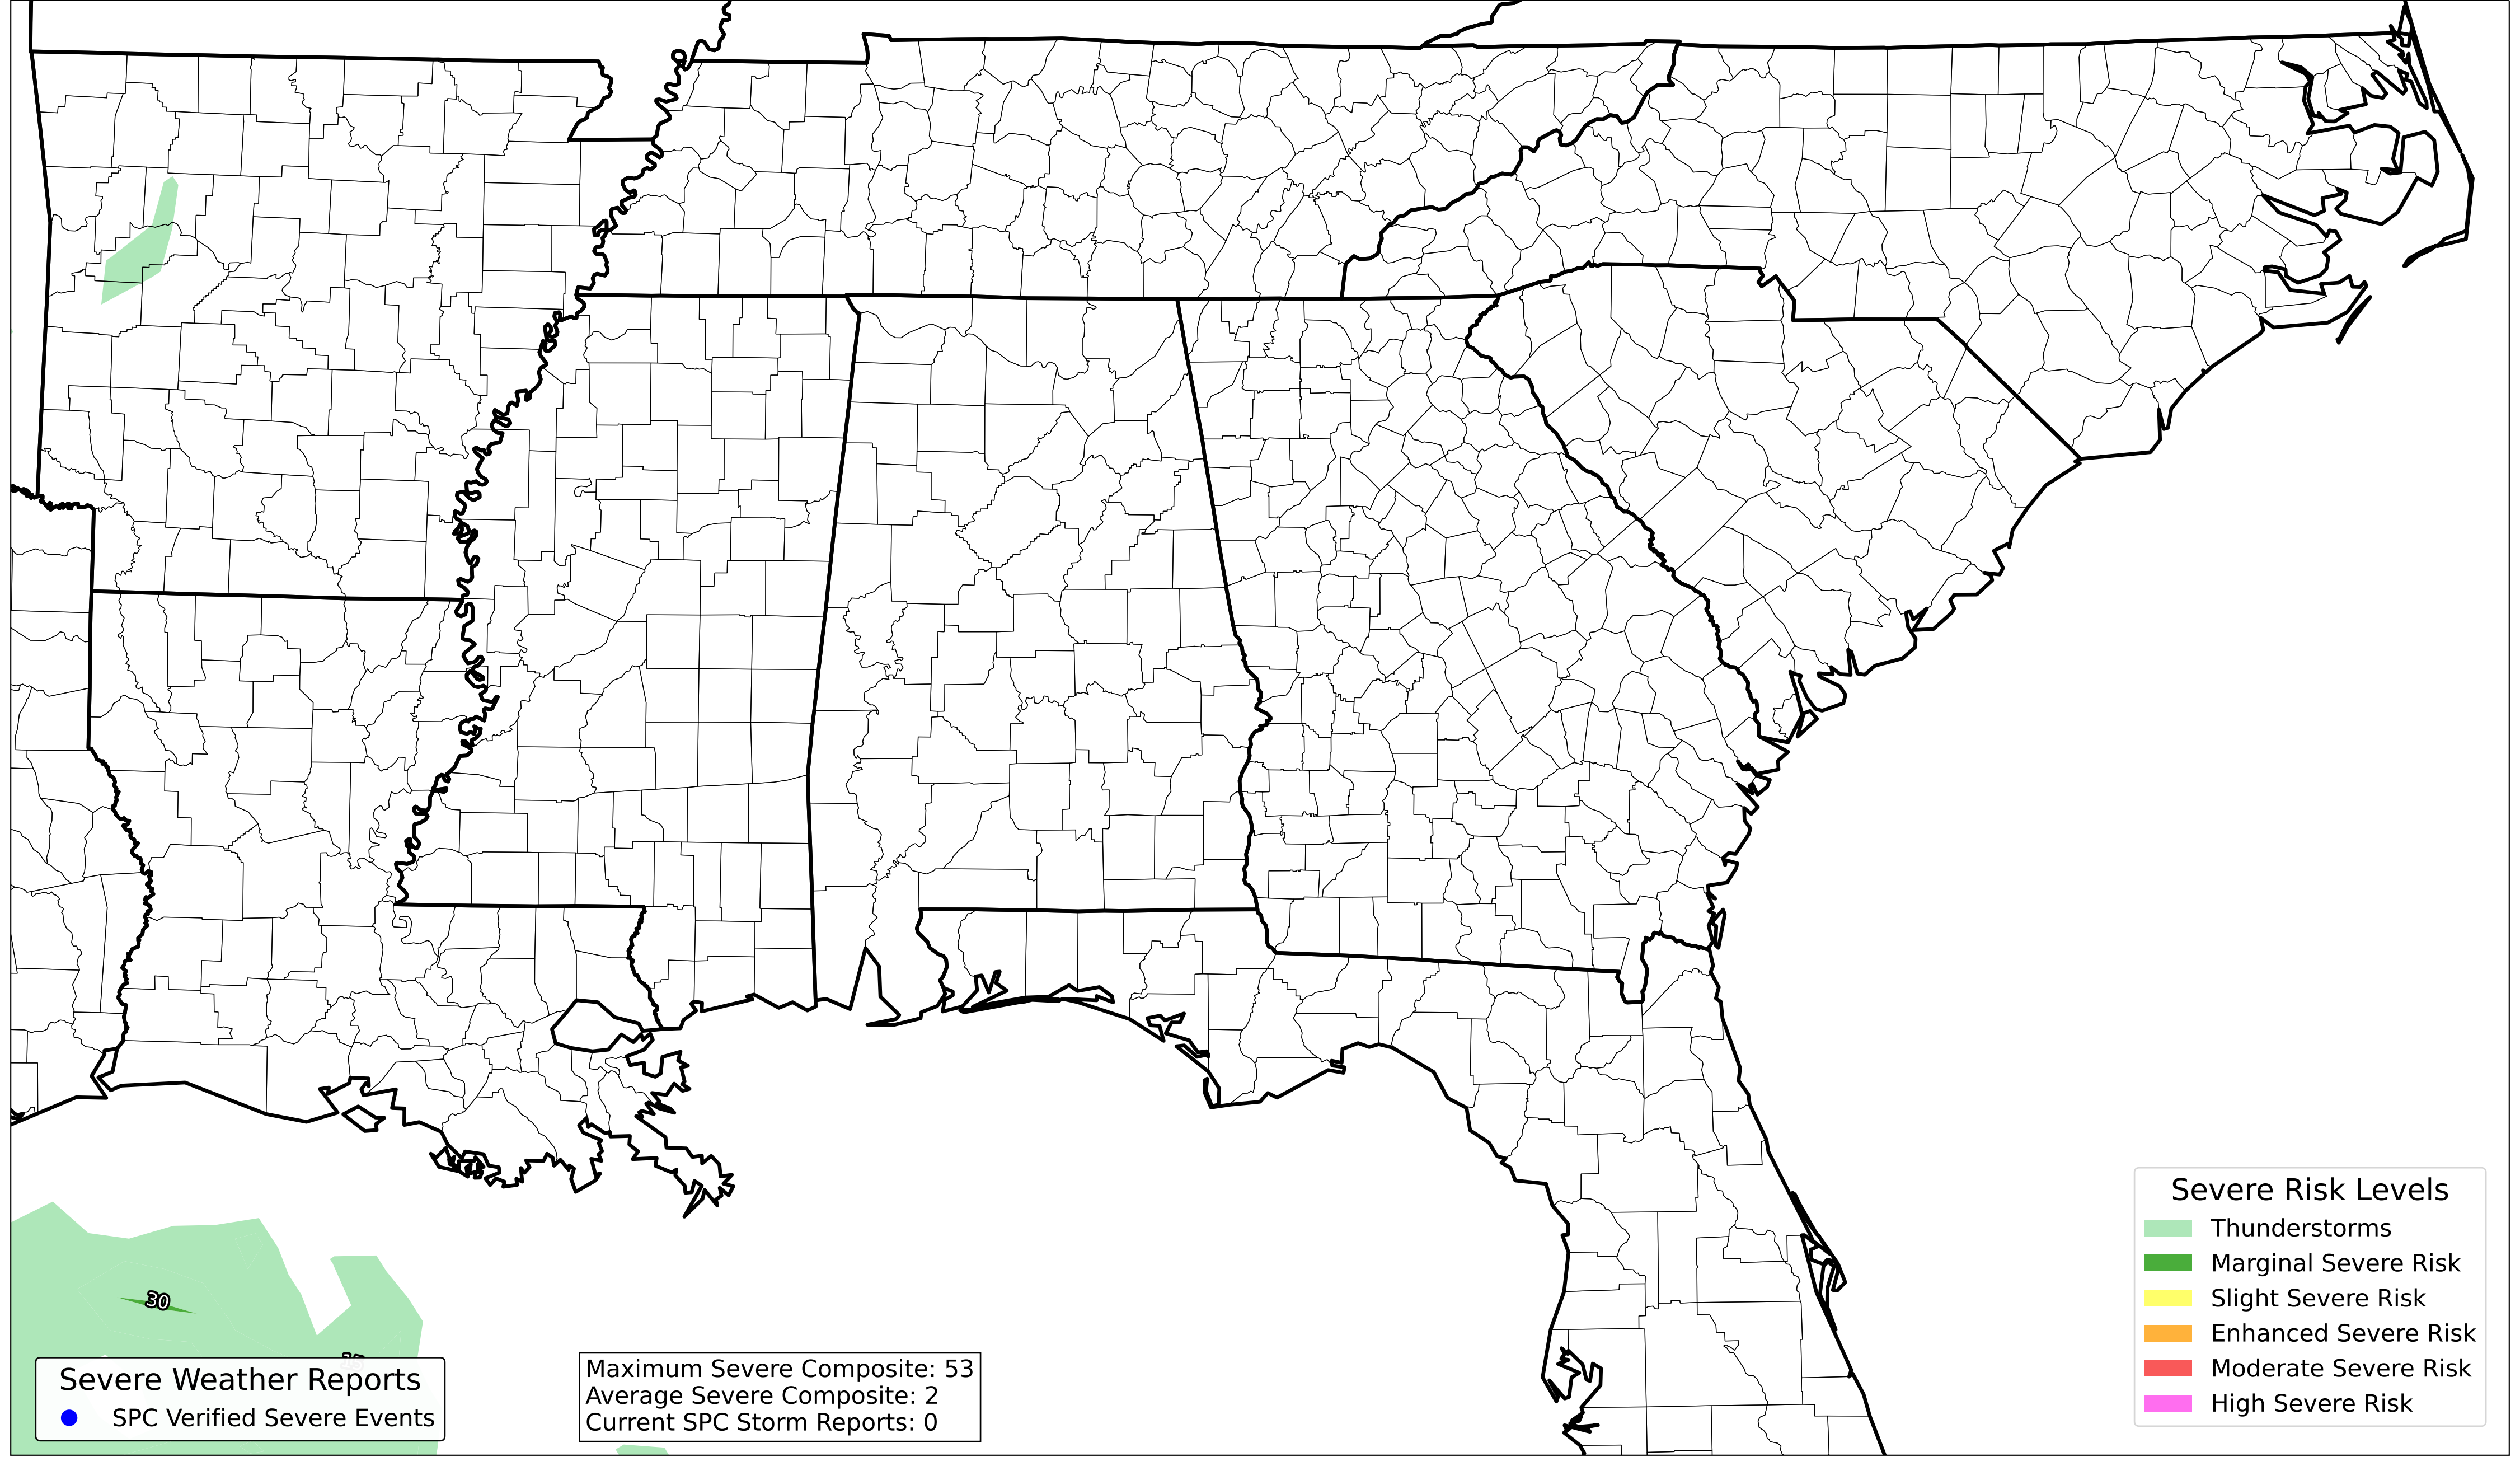 30
Severe Weather Reports
SPC Verified Severe Events
Maximum Severe Composite: 53
Average Severe Composite: 2
Current SPC Storm Reports: 0
Severe Risk Levels
Thunderstorms
Marginal Severe Risk
Slight Severe Risk
Enhanced Severe Risk
Moderate Severe Risk
High Severe Risk